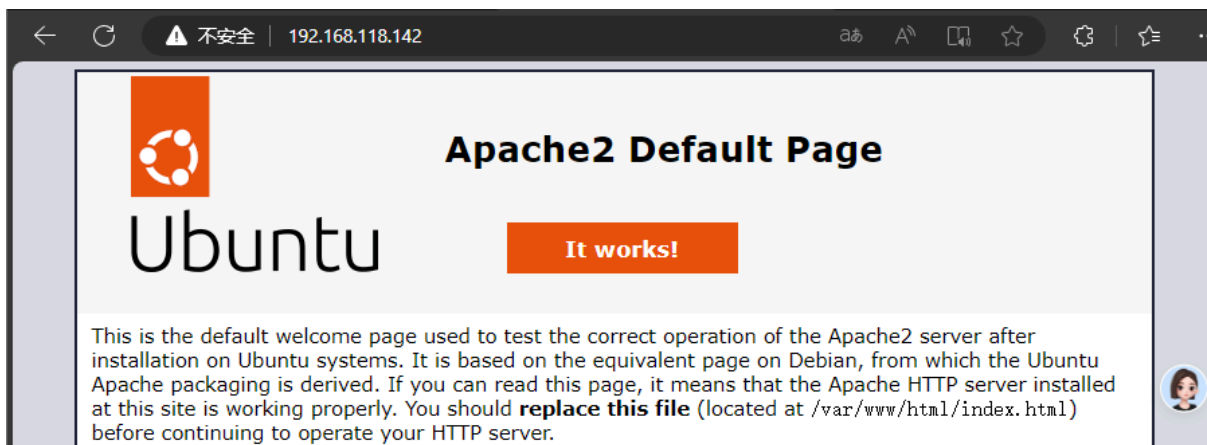 不安全 192.168.118.142 aあ A
Apache2 Default Page
Ubuntu
It works!
This is the default welcome page used to test the correct operation of the Apache2 server after
installation on Ubuntu systems. It is based on the equivalent page on Debian, from which the Ubuntu
Apache packaging is derived. If you can read this page, it means that the Apache HTTP server installed
at this site is working properly. You should replace this file (located at /var/www/html/index.html)
before continuing to operate your HTTP server.